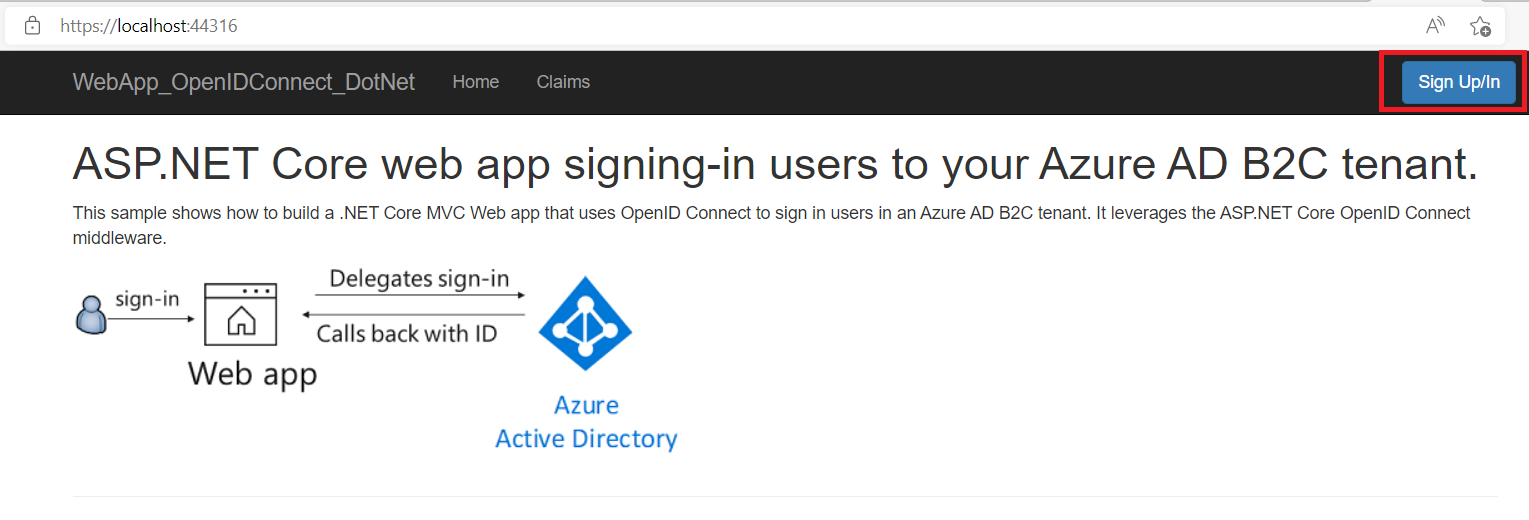 https://localhost:44316
WebApp_OpenIDConnect_DotNet Home Claims Sign Up/In
ASP.NET Core web app signing-in users to your Azure AD B2C tenant.
This sample shows how to build a .NET Core MVC Web app that uses OpenID Connect to sign in users in an Azure AD B2C tenant. It leverages the ASP.NET Core OpenID Connect
middleware.
sign-in
Web app
Delegates sign-in
Calls back with ID
Azure
Active Directory